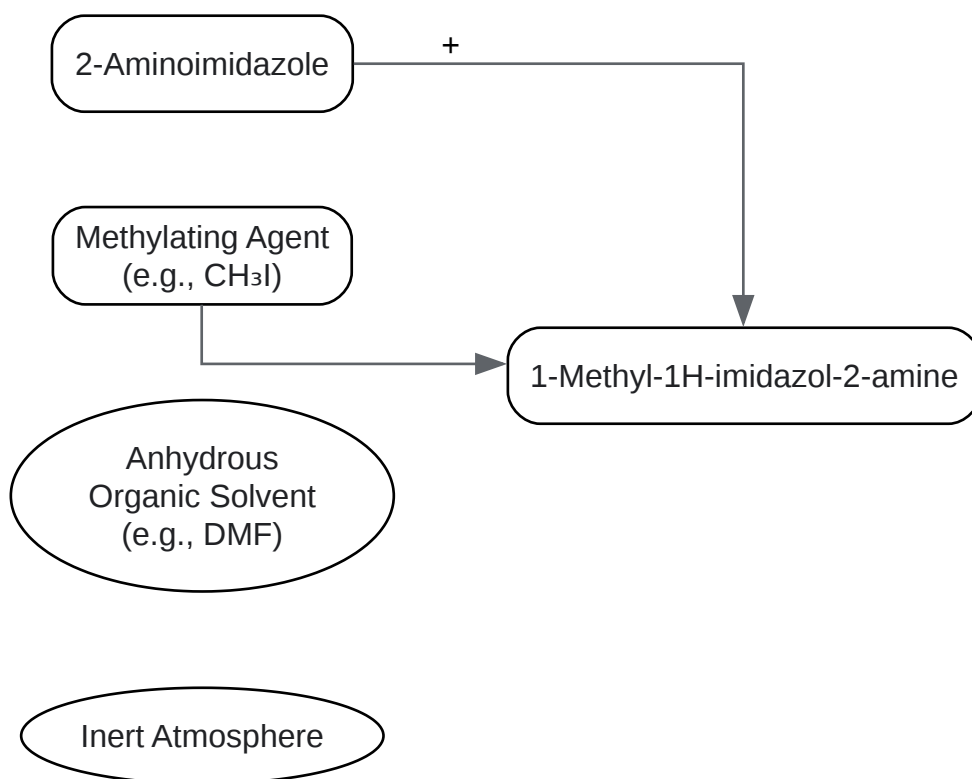 2-Aminoimidazole
+
Methylating Agent
(e.g., CH₃I)
1-Methyl-1H-imidazol-2-amine
Anhydrous
Organic Solvent
(e.g., DMF)
Inert Atmosphere